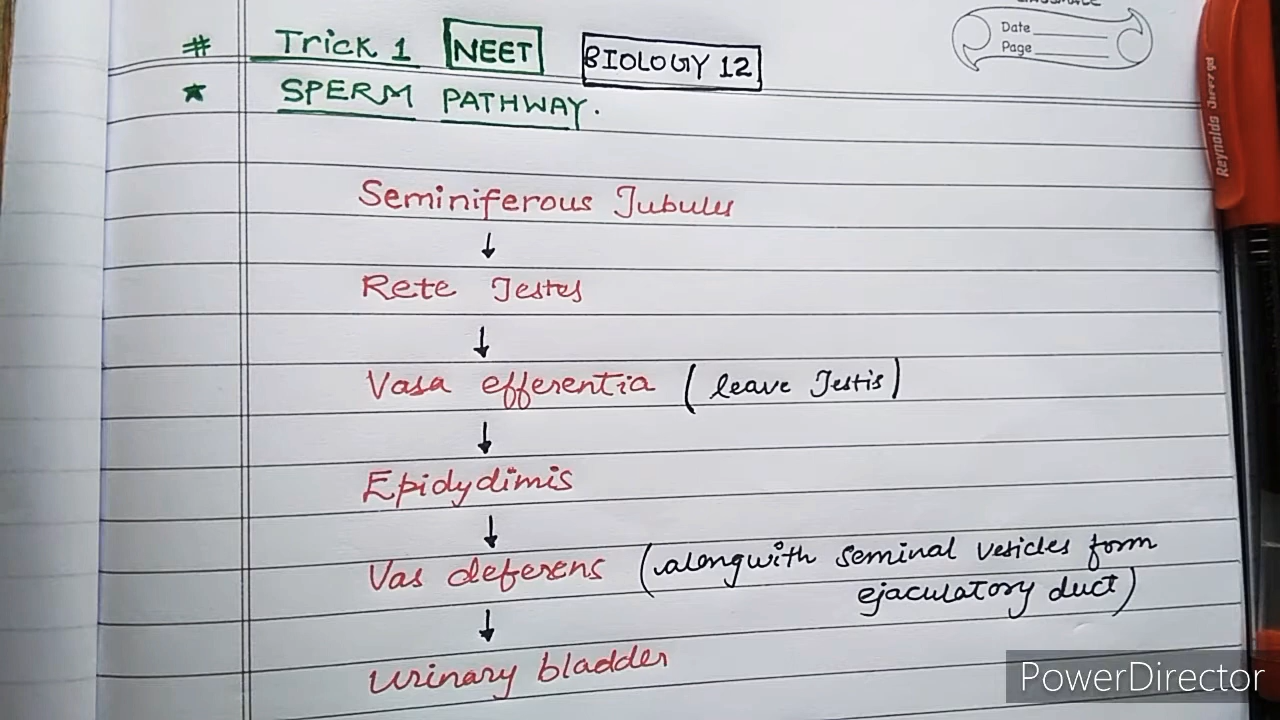 # Trick 1 NEET BIOLOGY 12
Date
Page
★ SPERM PATHWAY.
Seminiferous Tubules
↓
Rete Testes
↓
Vasa efferentia (leave Testis)
↓
Epidydimis
↓
Vas deferens (alongwith seminal vesicles form
ejaculatory duct)
↓
Urinary bladder
Reynolds
PowerDirector